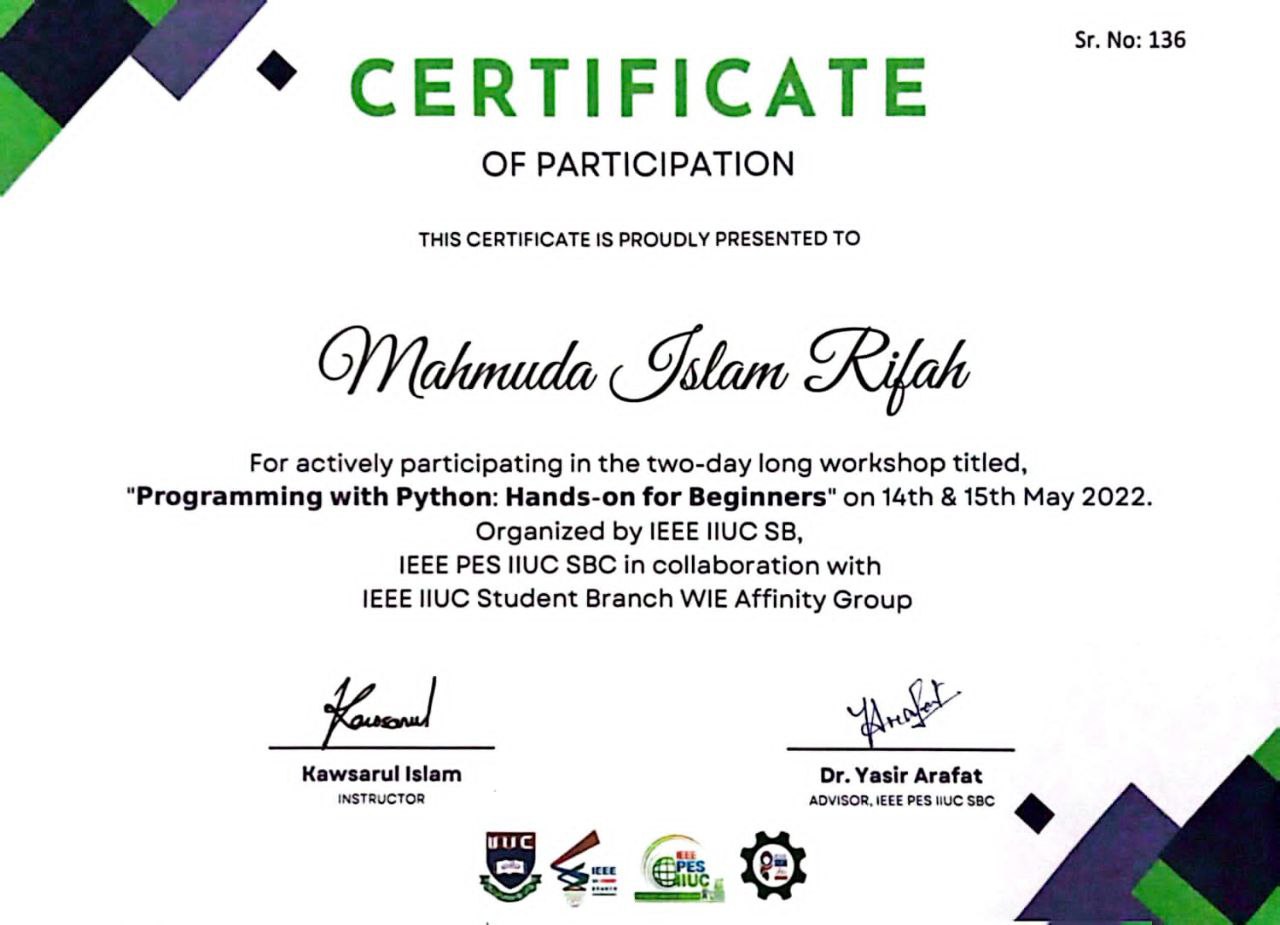 Sr. No: 136
CERTIFICATE
OF PARTICIPATION
THIS CERTIFICATE IS PROUDLY PRESENTED TO
Mahmuda Islam Rifah
For actively participating in the two-day long workshop titled,
"Programming with Python: Hands-on for Beginners" on 14th & 15th May 2022.
Organized by IEEE IIUC SB,
IEEE PES IIUC SBC in collaboration with
IEEE IIUC Student Branch WIE Affinity Group
Kawsarul
YArafat
Kawsarul Islam
Dr. Yasir Arafat
INSTRUCTOR
ADVISOR, IEEE PES IIUC SBC
IIUC
IEEE
IEEE
PES
IIUC